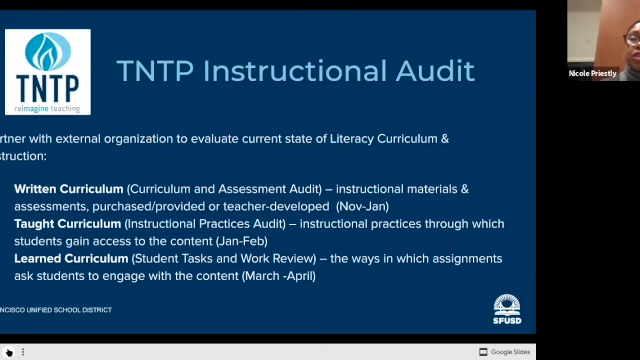 TNTP
reimagine teaching
TNTP Instructional Audit
Nicole Priestly
rtner with external organization to evaluate current state of Literacy Curriculum &
struction:
Written Curriculum (Curriculum and Assessment Audit) – instructional materials &
assessments, purchased/provided or teacher-developed (Nov-Jan)
Taught Curriculum (Instructional Practices Audit) – instructional practices through which
students gain access to the content (Jan-Feb)
Learned Curriculum (Student Tasks and Work Review) – the ways in which assignments
ask students to engage with the content (March -April)
NCISCO UNIFIED SCHOOL DISTRICT
SFUSD
Google Slides